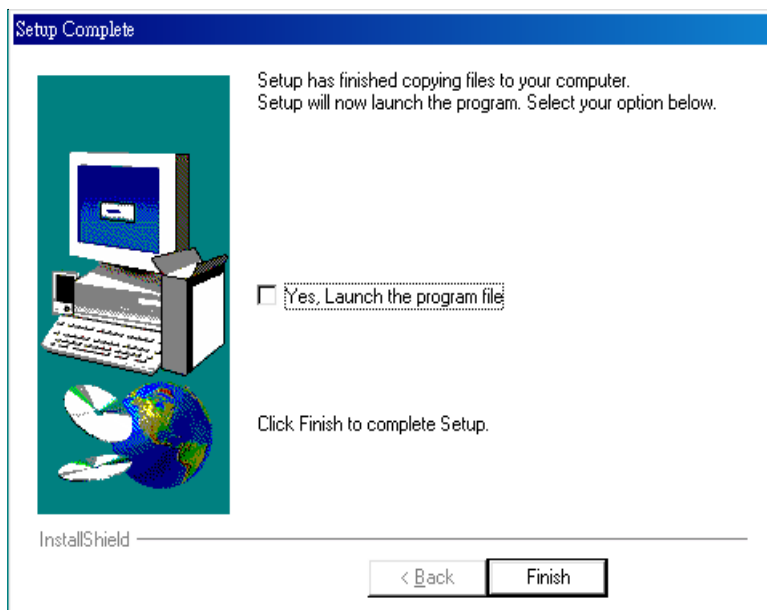 Setup Complete
Setup has finished copying files to your computer.
Setup will now launch the program. Select your option below.
Yes, Launch the program file
Click Finish to complete Setup.
InstallShield
< Back
Finish